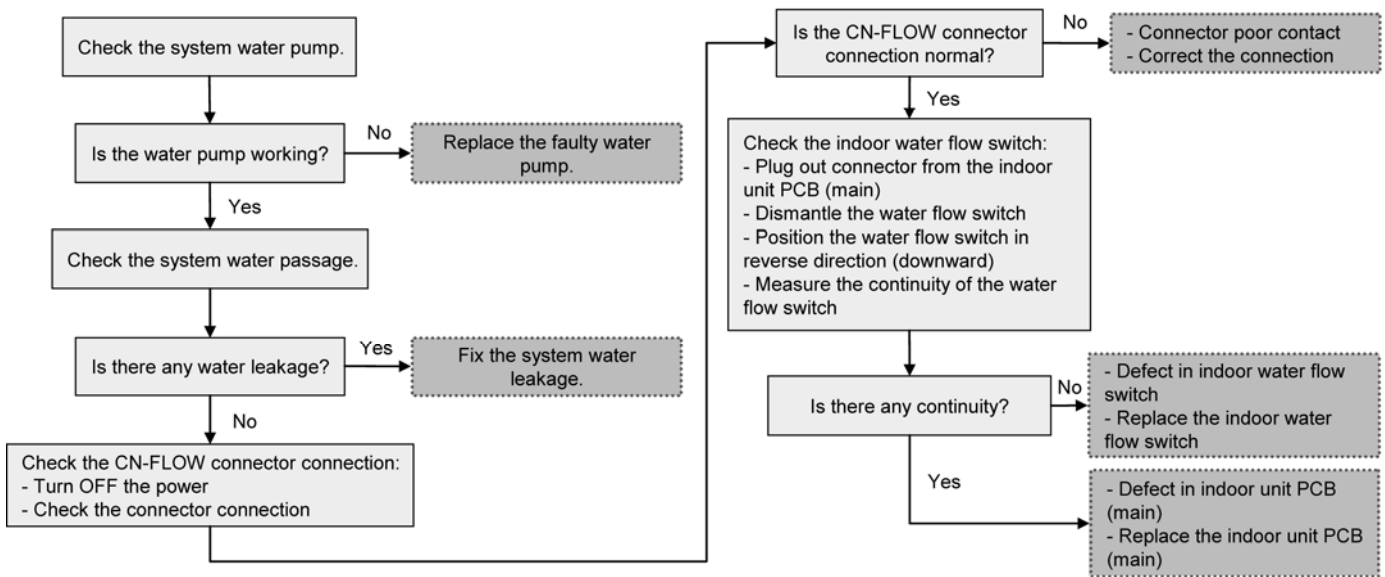 Check the system water pump.
Is the water pump working?
No
Replace the faulty water
pump.
Yes
Check the system water passage.
Is there any water leakage?
Yes
Fix the system water
leakage.
No
Check the CN-FLOW connector connection:
- Turn OFF the power
- Check the connector connection
Is the CN-FLOW connector
connection normal?
No
- Connector poor contact
- Correct the connection
Yes
Check the indoor water flow switch:
- Plug out connector from the indoor
unit PCB (main)
- Dismantle the water flow switch
- Position the water flow switch in
reverse direction (downward)
- Measure the continuity of the water
flow switch
Is there any continuity?
No
- Defect in indoor water flow
switch
- Replace the indoor water
flow switch
Yes
- Defect in indoor unit PCB
(main)
- Replace the indoor unit PCB
(main)